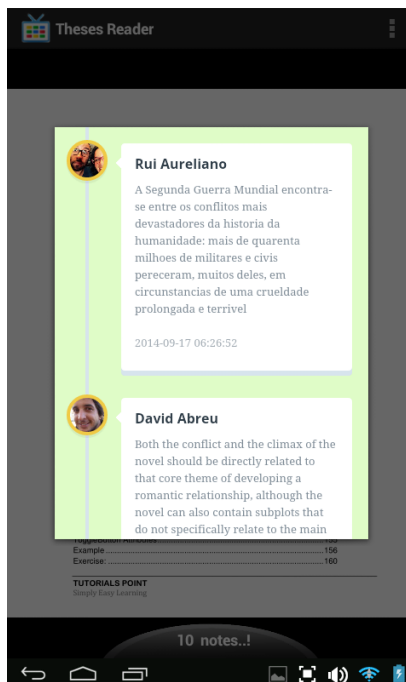 Theses Reader
Rui Aureliano
A Segunda Guerra Mundial encontra-
se entre os conflitos mais
devastadores da historia da
humanidade: mais de quarenta
milhoes de militares e civis
pereceram, muitos deles, em
circunstancias de uma crueldade
prolongada e terrivel
2014-09-17 06:26:52
David Abreu
Both the conflict and the climax of the
novel should be directly related to
that core theme of developing a
romantic relationship, although the
novel can also contain subplots that
do not specifically relate to the main
Example 156
Exercise: 160
TUTORIALS POINT
Simply Easy Learning
10 notes..!